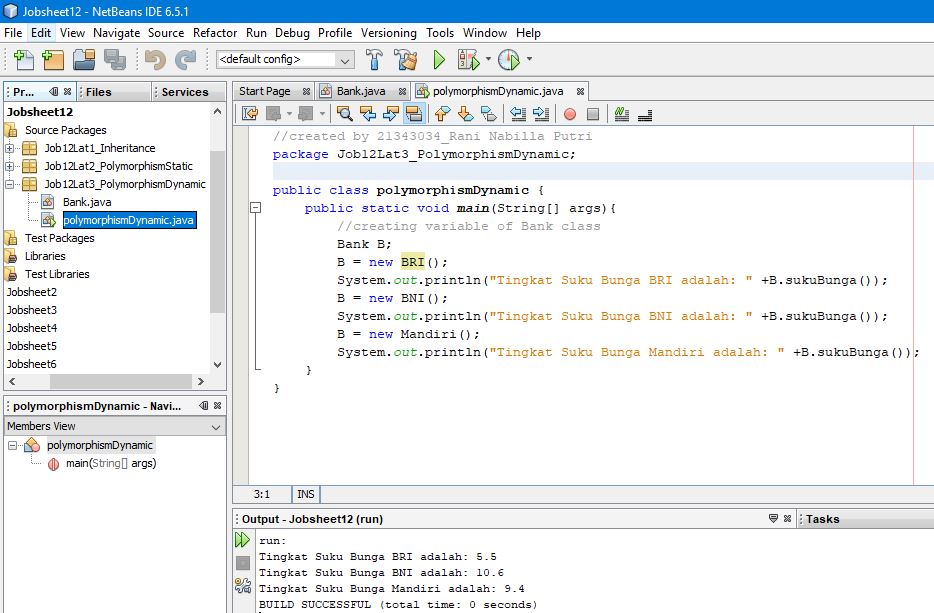 Jobsheet12 - NetBeans IDE 6.5.1
File Edit View Navigate Source Refactor Run Debug Profile Versioning Tools Window Help
<default config>
Pr... Files Services
Jobsheet12
Source Packages
Job12Lat1_Inheritance
Job12Lat2_PolymorphismStatic
Job12Lat3_PolymorphismDynamic
Bank.java
polymorphismDynamic.java
Test Packages
Libraries
Test Libraries
Jobsheet2
Jobsheet3
Jobsheet4
Jobsheet5
Jobsheet6
polymorphismDynamic - Navi...
Members View
polymorphismDynamic
main(String[] args)
Start Page Bank.java polymorphismDynamic.java
//created by 21343034_Rani Nabilla Putri
package Job12Lat3_PolymorphismDynamic;
public class polymorphismDynamic {
public static void main(String[] args){
//creating variable of Bank class
Bank B;
B = new BRI();
System.out.println("Tingkat Suku Bunga BRI adalah: " +B.sukuBunga());
B = new BNI();
System.out.println("Tingkat Suku Bunga BNI adalah: " +B.sukuBunga());
B = new Mandiri();
System.out.println("Tingkat Suku Bunga Mandiri adalah: " +B.sukuBunga());
}
}
3:1 INS
Output - Jobsheet12 (run) Tasks
run:
Tingkat Suku Bunga BRI adalah: 5.5
Tingkat Suku Bunga BNI adalah: 10.6
Tingkat Suku Bunga Mandiri adalah: 9.4
BUILD SUCCESSFUL (total time: 0 seconds)